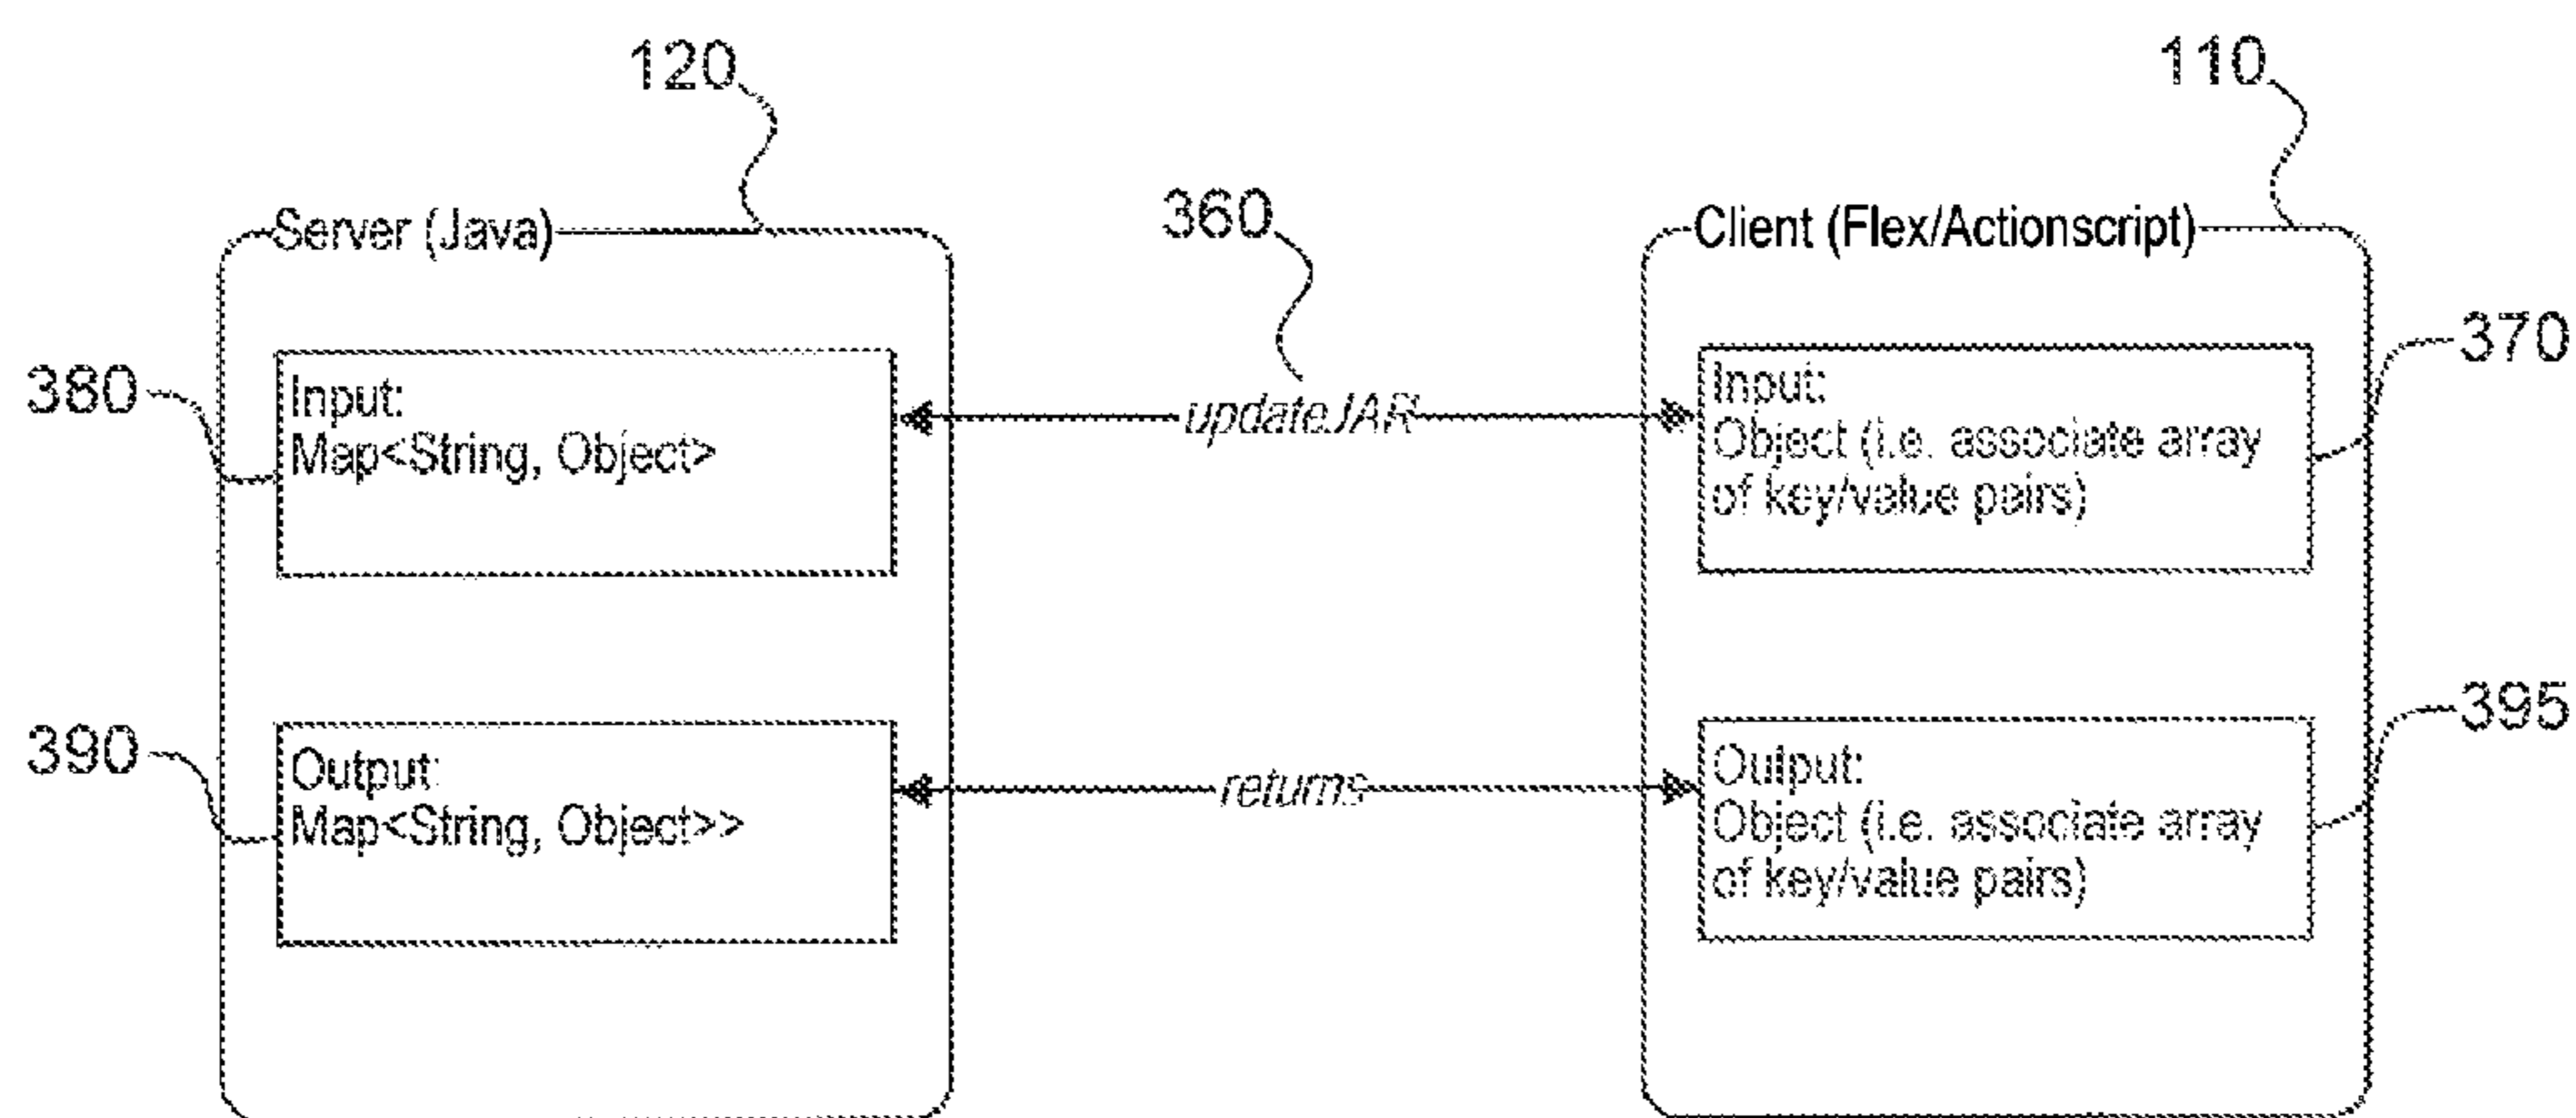 120
110
Server (Java)
360
Client (Flex/Actionscript)
380
Input:
Map<String, Object>
updateJAR
Input:
Object (i.e. associate array
of key/value pairs)
370
390
Output:
Map<String, Object>>
returns
Output:
Object (i.e. associate array
of key/value pairs)
395